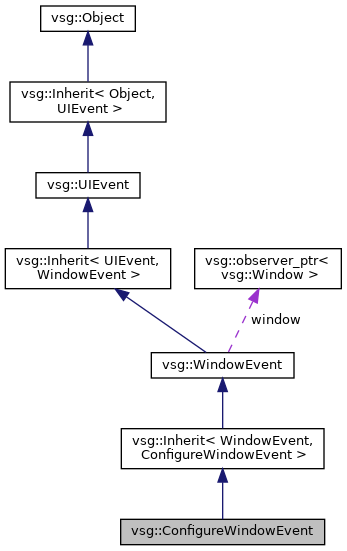 vsg::Object
vsg::Inherit< Object,
UIEvent >
vsg::UIEvent
vsg::Inherit< UIEvent,
WindowEvent >
vsg::observer_ptr<
vsg::Window >
window
vsg::WindowEvent
vsg::Inherit< WindowEvent,
ConfigureWindowEvent >
vsg::ConfigureWindowEvent